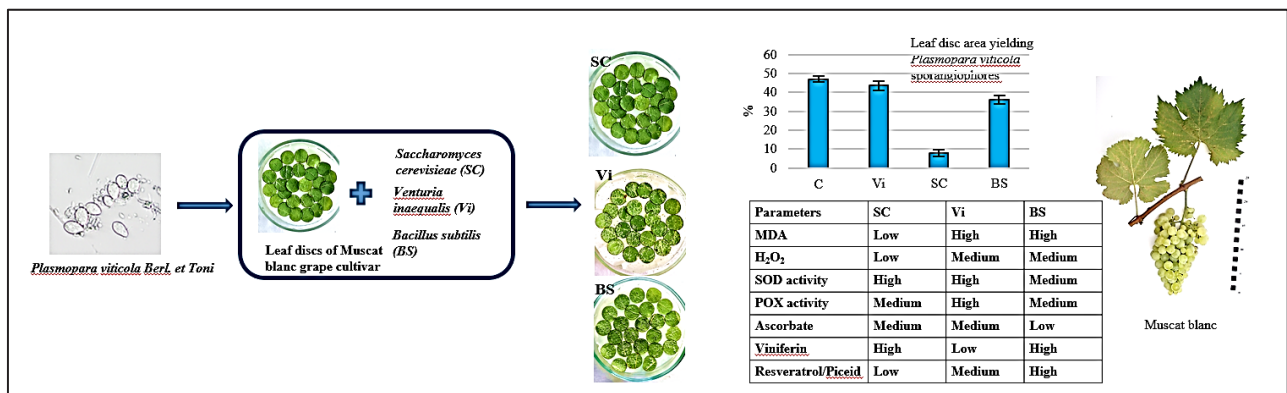 Plasmopara viticola Berl. et Toni
Saccharomyces
cerevisieae (SC)
Venturia
inaequalis (Vi)
Bacillus subtilis
(BS)
Leaf discs of Muscat
blanc grape cultivar
SC
Vi
BS
Leaf disc area yielding
Plasmopara viticola
sporangiophores
%
60
50
40
30
20
10
0
C Vi SC BS
Parameters SC Vi BS
MDA Low High High
H₂O₂ Low Medium Medium
SOD activity High High Medium
POX activity Medium High Medium
Ascorbate Medium Medium Low
Viniferin High Low High
Resveratrol/Piceid Low Medium High
Muscat blanc